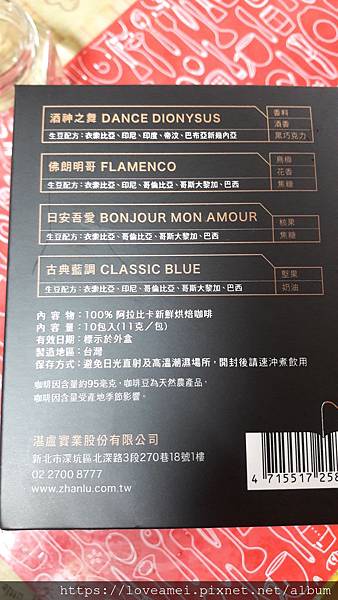 酒神之舞 DANCE DIONYSUS
香料
酒香
黑巧克力
生豆配方：衣索比亞、印尼、印度、帝汶、巴布亞新幾內亞
佛朗明哥 FLAMENCO
烏梅
花香
焦糖
生豆配方：衣索比亞、印尼、哥倫比亞、哥斯大黎加、巴西
日安吾愛 BONJOUR MON AMOUR
核果
焦糖
生豆配方：衣索比亞、哥倫比亞、哥斯大黎加、巴西
古典藍調 CLASSIC BLUE
堅果
奶油
生豆配方：衣索比亞、印尼、哥倫比亞、哥斯大黎加、巴西
內 容 物：100% 阿拉比卡新鮮烘焙咖啡
內 容 量：10包入(11克／包)
有效日期：標示於外盒
製造地區：台灣
保存方式：避免日光直射及高溫潮濕場所，開封後請速沖煮飲用
咖啡因含量約95毫克，咖啡豆為天然農產品，
咖啡因含量受產地季節影響。
湛盧實業股份有限公司
新北市深坑區北深路3段270巷18號1樓
02 2700 8777
www.zhanlu.com.tw
4 715517 258
https://loveamei.pixnet.net/album